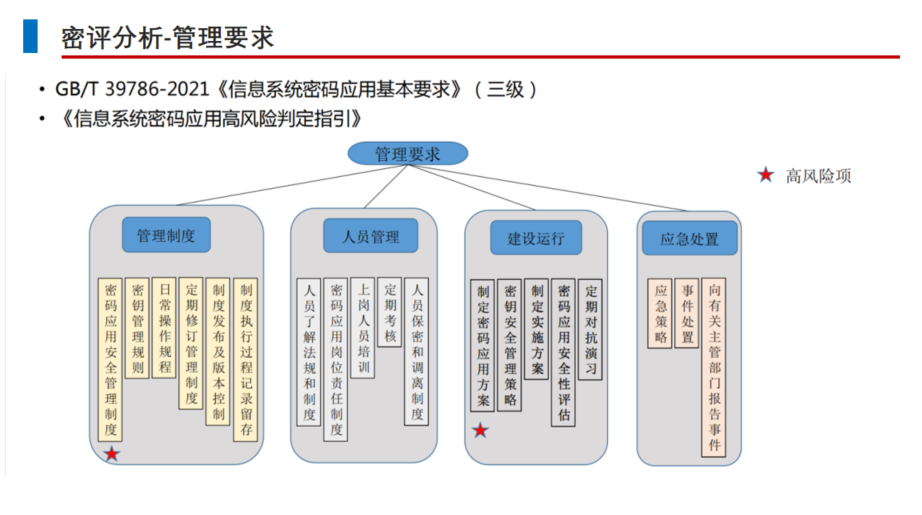 密评分析-管理要求
• GB/T 39786-2021《信息系统密码应用基本要求》（三级）
• 《信息系统密码应用高风险判定指引》
管理要求
高风险项
管理制度
密码应用安全管理制度
密钥管理规则
日常操作规程
定期修订管理制度
制度发布及版本控制
制度执行过程记录留存
人员管理
人员了解法规和制度
密码应用岗位责任制度
上岗人员培训
定期考核
人员保密和调离制度
建设运行
制定密码应用方案
密钥安全管理策略
制定实施方案
密码应用安全性评估
定期对抗演习
应急处置
应急策略
事件处置
向有关主管部门报告事件